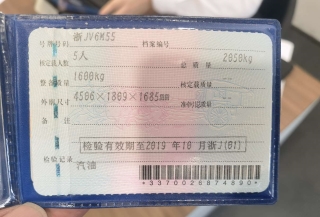 号牌号码 浙JV6M55 档案编号
核定载人数 5人 总质量 2058kg
整备质量 1680kg 核定载质量
外廓尺寸 4586×1869×1685mm 准牵引总质量
备注
检验有效期至2019年10月浙J(B1)
检验记录 汽油
*3370026874890*